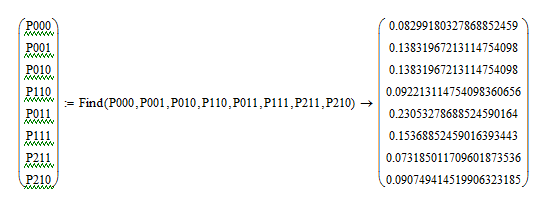 P000
P001
P010
P110
P011
P111
P211
P210
:= Find(P000,P001,P010,P110,P011,P111,P211,P210) →
0.08299180327868852459
0.13831967213114754098
0.13831967213114754098
0.092213114754098360656
0.23053278688524590164
0.15368852459016393443
0.073185011709601873536
0.090749414519906323185